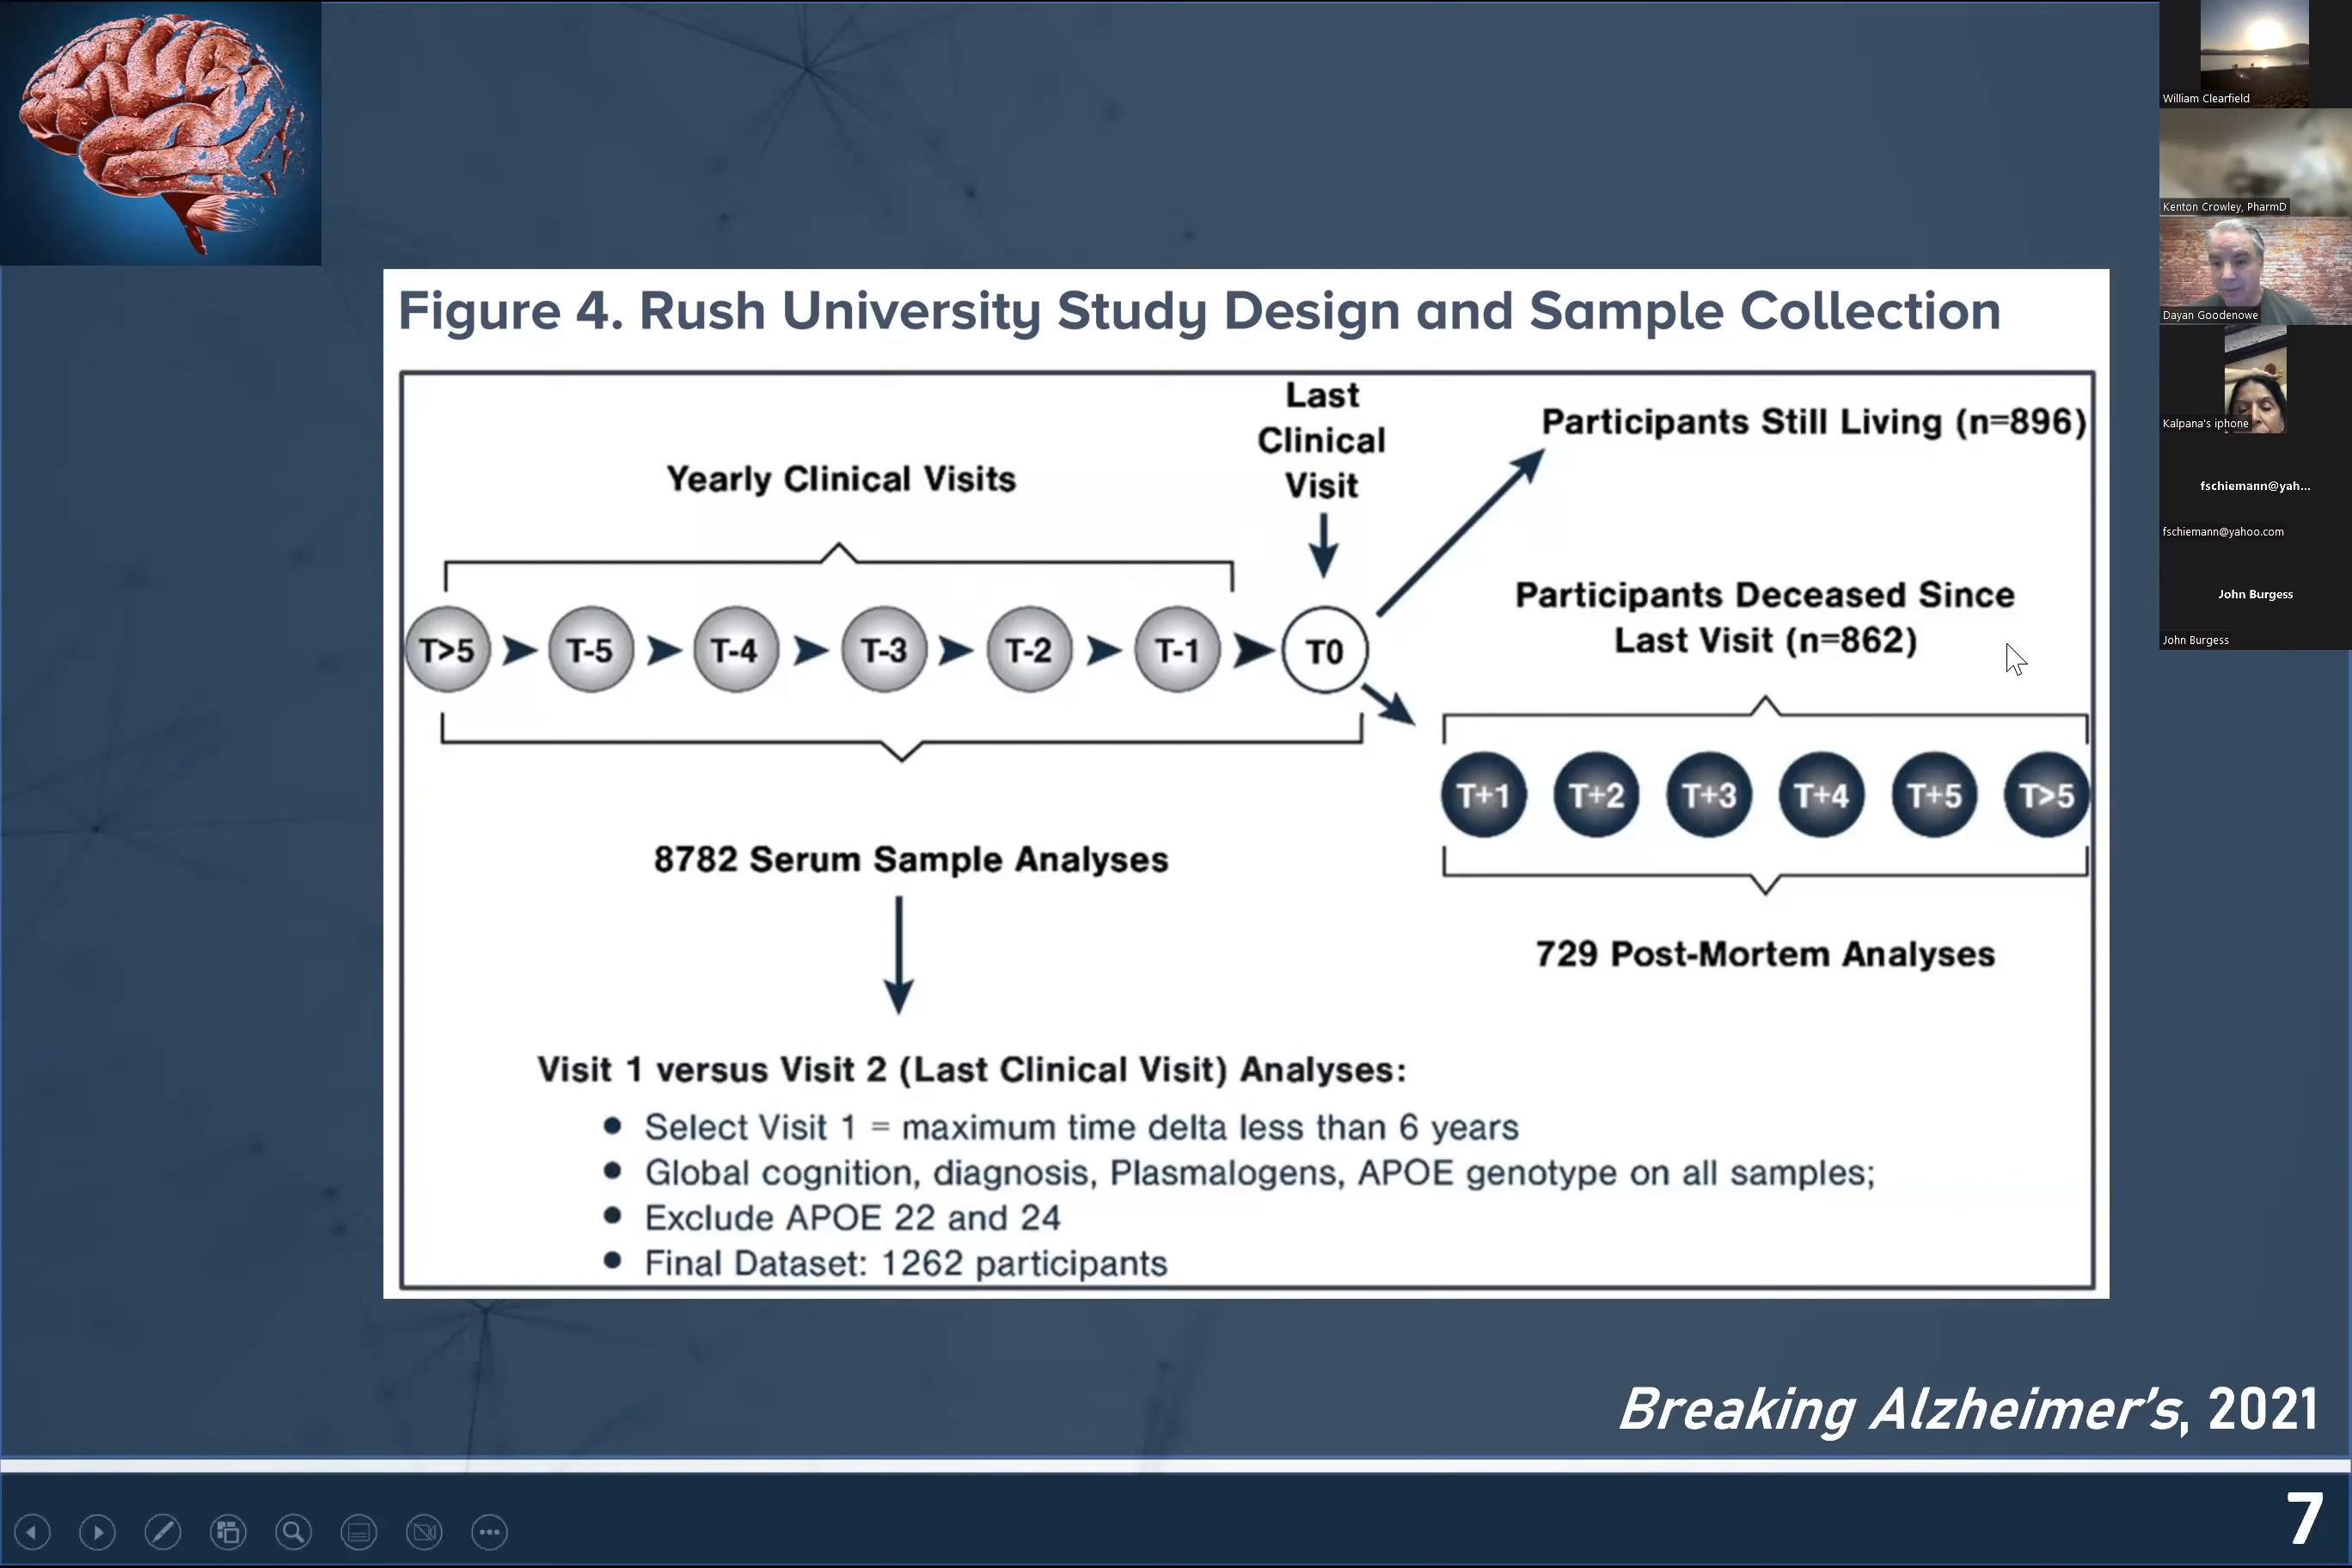 Figure 4. Rush University Study Design and Sample Collection
Last
Clinical
Visit
Participants Still Living (n=896)
Yearly Clinical Visits
Participants Deceased Since
Last Visit (n=862)
T>5
T-5
T-4
T-3
T-2
T-1
T0
T+1
T+2
T+3
T+4
T+5
T>5
8782 Serum Sample Analyses
729 Post-Mortem Analyses
Visit 1 versus Visit 2 (Last Clinical Visit) Analyses:
● Select Visit 1 = maximum time delta less than 6 years
● Global cognition, diagnosis, Plasmalogens, APOE genotype on all samples;
● Exclude APOE 22 and 24
● Final Dataset: 1262 participants
Breaking Alzheimer's, 2021
7
William Clearfield
Kenton Crowley, PharmD
Dayan Goodenowe
Kalpana's iphone
fschiemann@yah...
fschiemann@yahoo.com
John Burgess
John Burgess